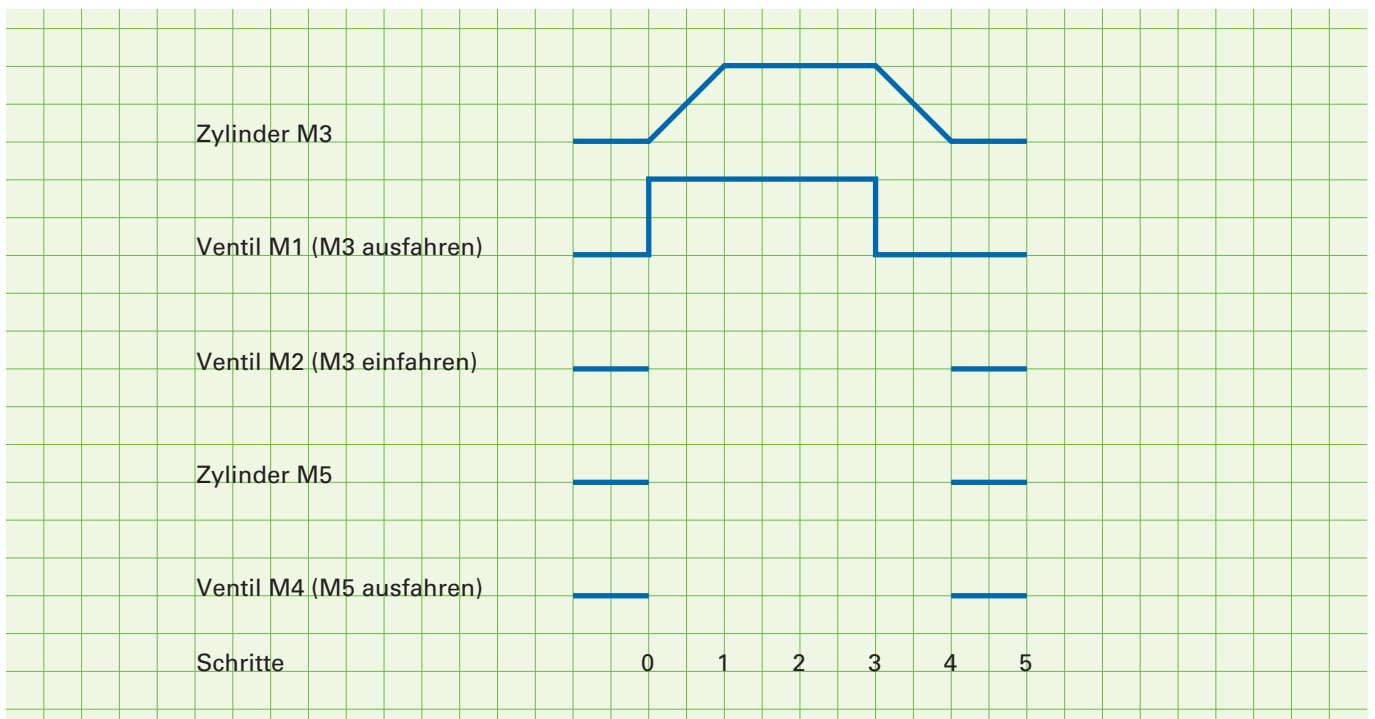 Zylinder M3
Ventil M1 (M3 ausfahren)
Ventil M2 (M3 einfahren)
Zylinder M5
Ventil M4 (M5 ausfahren)
Schritte 0 1 2 3 4 5